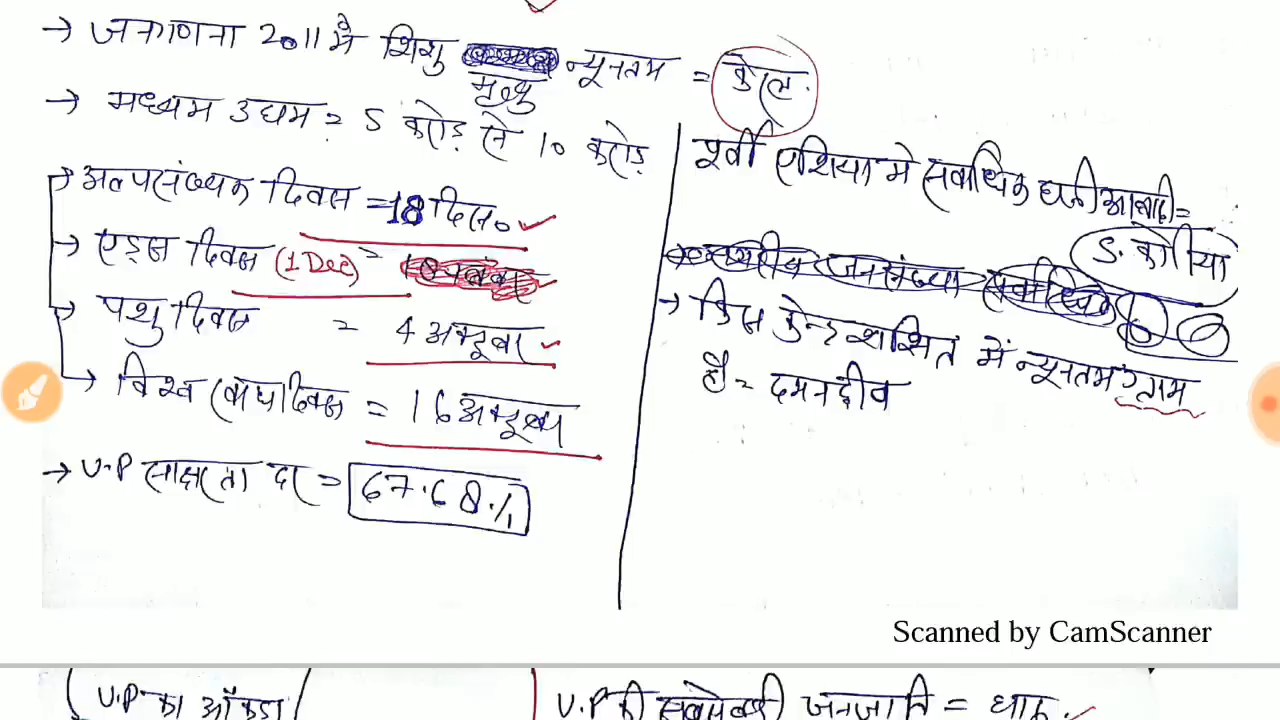 → जनगणना 2011 में शिशु मृत्यु न्यूनतम = केरल
→ मध्यम उद्यम = 5 करोड़ से 10 करोड़
→ अल्पसंख्यक दिवस = 18 दिस०
→ एड्स दिवस (1 Dec) =
→ पशु दिवस = 4 अक्टूबर
→ विश्व खाद्य दिवस = 16 अक्टूबर
→ U.P साक्षरता दर = 67.68%
पूर्वी एशिया में सर्वाधिक घनी आबादी =
द. कोरिया
→ किस केन्द्र शासित में न्यूनतम ग्राम
है = दमन द्वीव
Scanned by CamScanner
U.P का आँकड़ा
U.P की सबसे बड़ी जनजाति = थारू